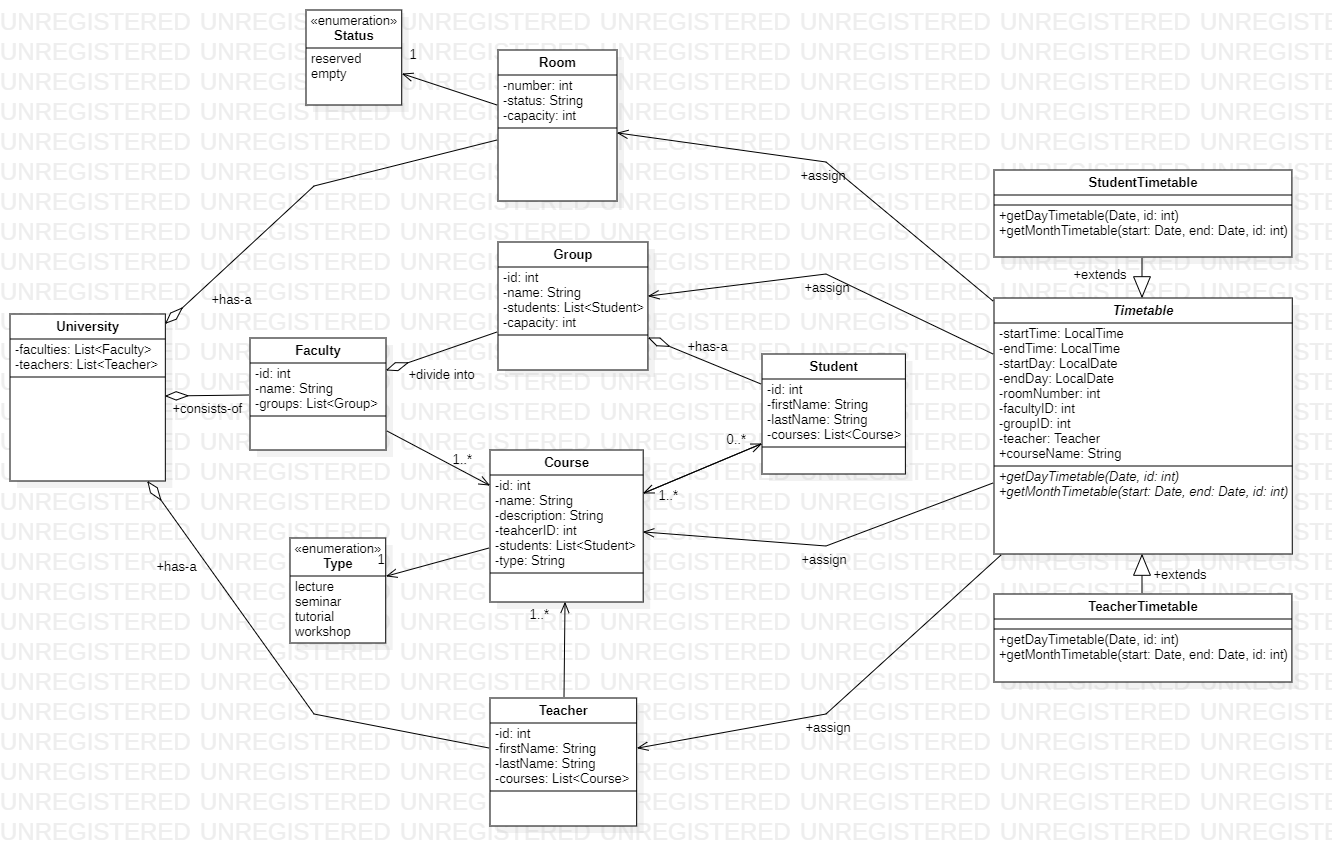 «enumeration»
Status
reserved
empty
1
Room
-number: int
-status: String
-capacity: int
+assign
StudentTimetable
+getDayTimetable(Date, id: int)
+getMonthTimetable(start: Date, end: Date, id: int)
+extends
Group
-id: int
-name: String
-students: List<Student>
-capacity: int
+assign
+has-a
University
-faculties: List<Faculty>
-teachers: List<Teacher>
Faculty
-id: int
-name: String
-groups: List<Group>
+divide into
+consists-of
+has-a
Student
-id: int
-firstName: String
-lastName: String
-courses: List<Course>
Timetable
-startTime: LocalTime
-endTime: LocalTime
-startDay: LocalDate
-endDay: LocalDate
-roomNumber: int
-facultyID: int
-groupID: int
-teacher: Teacher
+courseName: String
+getDayTimetable(Date, id: int)
+getMonthTimetable(start: Date, end: Date, id: int)
0..*
1..*
1..*
Course
-id: int
-name: String
-description: String
-teahcerID: int
-students: List<Student>
-type: String
+assign
«enumeration»
Type
1
lecture
seminar
tutorial
workshop
+has-a
1..*
+extends
TeacherTimetable
+getDayTimetable(Date, id: int)
+getMonthTimetable(start: Date, end: Date, id: int)
Teacher
-id: int
-firstName: String
-lastName: String
-courses: List<Course>
+assign
UNREGISTERED UNREGISTERED UNREGISTERED UNREGISTERED UNREGISTERED UNREGISTERED